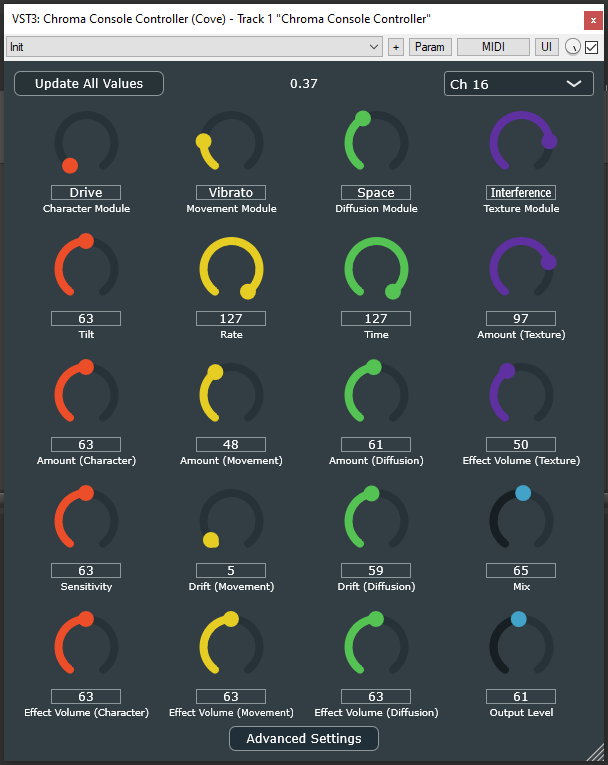 VST3: Chroma Console Controller (Cove) - Track 1 "Chroma Console Controller"
x
Init + Param MIDI UI
Update All Values 0.37 Ch 16
Drive Vibrato Space Interference
Character Module Movement Module Diffusion Module Texture Module
63 127 127 97
Tilt Rate Time Amount (Texture)
63 48 61 50
Amount (Character) Amount (Movement) Amount (Diffusion) Effect Volume (Texture)
63 5 59 65
Sensitivity Drift (Movement) Drift (Diffusion) Mix
63 63 63 61
Effect Volume (Character) Effect Volume (Movement) Effect Volume (Diffusion) Output Level
Advanced Settings